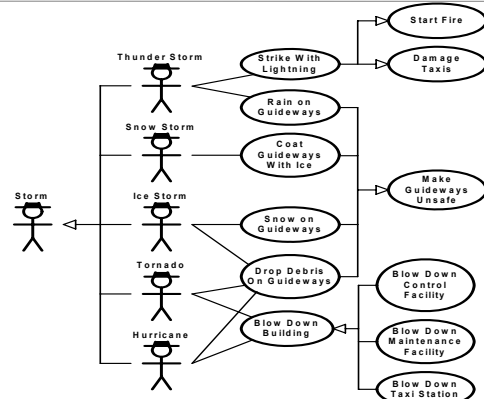 Start Fire
Thunder Storm
Strike With
Lightning
Damage
Taxis
Rain on
Guideways
Snow Storm
Coat
Guideways
With Ice
Make
Guideways
Unsafe
Storm
Ice Storm
Snow on
Guideways
Tornado
Drop Debris
On Guideways
Blow Down
Control
Facility
Hurricane
Blow Down
Building
Blow Down
Maintenance
Facility
Blow Down
Taxi Station